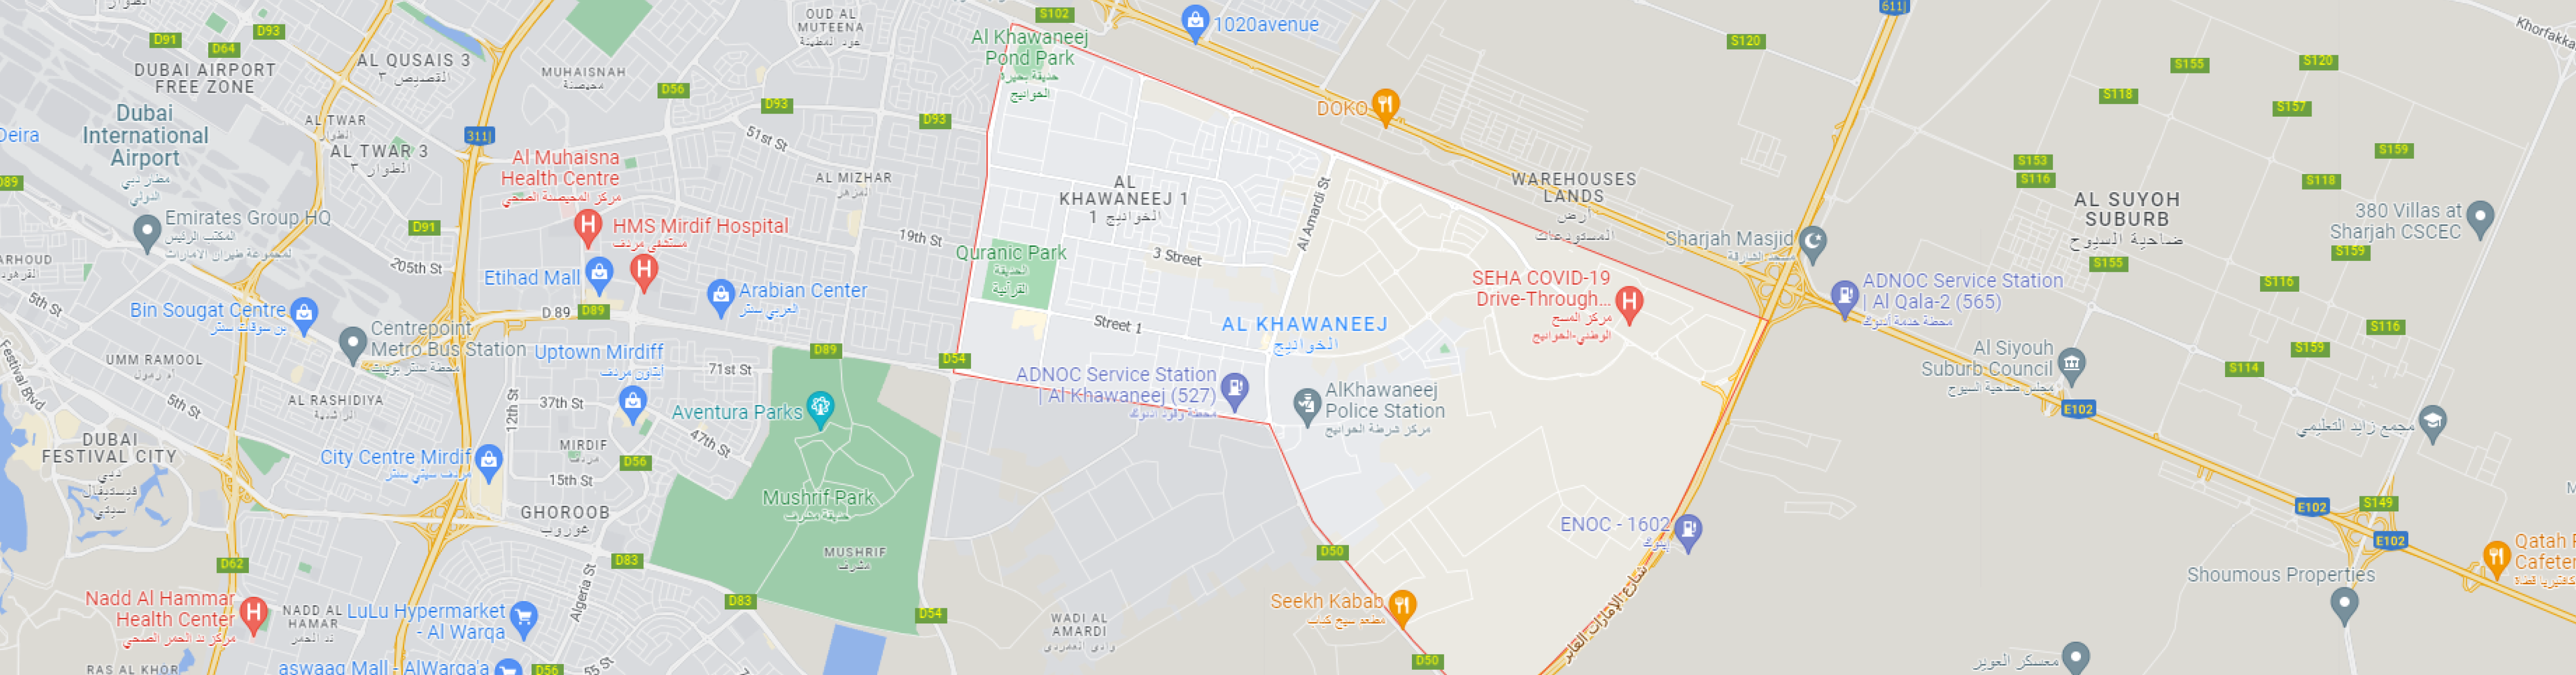 S102
611
1020avenue
D93
D91
D64
OUD AL
MUTEENA
عود المطينة
S120
Khorfakka
Al Khawaneej
Pond Park
حديقة بحيرة
الخوانيج
AL QUSAIS 3
القصيص ٣
DUBAI AIRPORT
FREE ZONE
MUHAISNAH
محيصنة
S155
S120
D56
D93
S118
S157
DOKO
Dubai
International
Airport
مطار دبي
الدولي
AL TWAR
الطوار
311
51st St
D93
Deira
AL TWAR 3
الطوار ٣
Al Muhaisna
Health Centre
مركز المحيصنة الصحي
S159
S153
S116
S118
D89
AL MIZHAR
المزهر
AL
KHAWANEEJ 1
الخوانيج 1
WAREHOUSES
LANDS
أرض
المستودعات
AL SUYOH
SUBURB
ضاحية السيوح
380 Villas at
Sharjah CSCEC
Emirates Group HQ
المكتب الرئيس
لمجموعة طيران الامارات
D91
HMS Mirdif Hospital
مستشفى مردف
19th St
Al Amardi St
Sharjah Masjid
مسجد الشارقة
Quranic Park
الحديقة
القرآنية
3 Street
205th St
Etihad Mall
S159
S155
SEHA COVID-19
Drive-Through...
مركز المسح
الوطني-الخوانيج
ADNOC Service Station
| Al Qala-2 (565)
محطة خدمة أدنوك
S116
5th St
Arabian Center
العربي سنتر
Bin Sougat Centre
بن سوقات سنتر
D 89
D89
Street 1
AL KHAWANEEJ
الخوانيج
S116
Centrepoint
Metro Bus Station
محطة سنتر بوينت
Festival Blvd
UMM RAMOOL
ام رمول
Uptown Mirdiff
أبتاون مردف
D89
D54
S159
Al Siyouh
Suburb Council
مجلس ضاحية السيوح
S114
71st St
ADNOC Service Station
| Al Khawaneej (527)
محطة وقود ادنوك
AlKhawaneej
Police Station
مركز شرطة الخوانيج
5th St
AL RASHIDIYA
الراشدية
12th St
37th St
Aventura Parks
E102
مجمع زايد التعليمي
DUBAI
FESTIVAL CITY
دبي
فيستيفال
سيتي
MIRDIF
مردف
47th St
City Centre Mirdif
مردف سيتي سنتر
D56
15th St
Mushrif Park
حديقة مشرف
GHOROOB
غوروب
E102
S149
E102
ENOC - 1602
إينوك
MUSHRIF
مشرف
D50
D62
D83
Shoumous Properties
Nadd Al Hammar
Health Center
مركز ند الحمر الصحي
NADD AL
HAMAR
ند الحمر
LuLu Hypermarket
- Al Warqa
Algeria St
D83
D54
Seekh Kabab
مطعم سيخ كباب
شارع الإمارات العابر
WADI AL
AMARDI
وادي العمردي
RAS AL KHOR
aswaaq Mall - AlWarqa'a
D56
55 St
D50
معسكر العوير